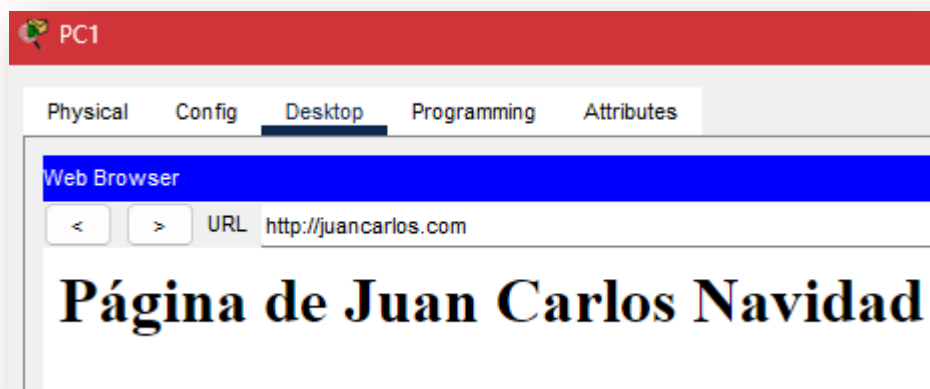 PC1
Physical Config Desktop Programming Attributes
Web Browser
< > URL http://juancarlos.com
Página de Juan Carlos Navidad